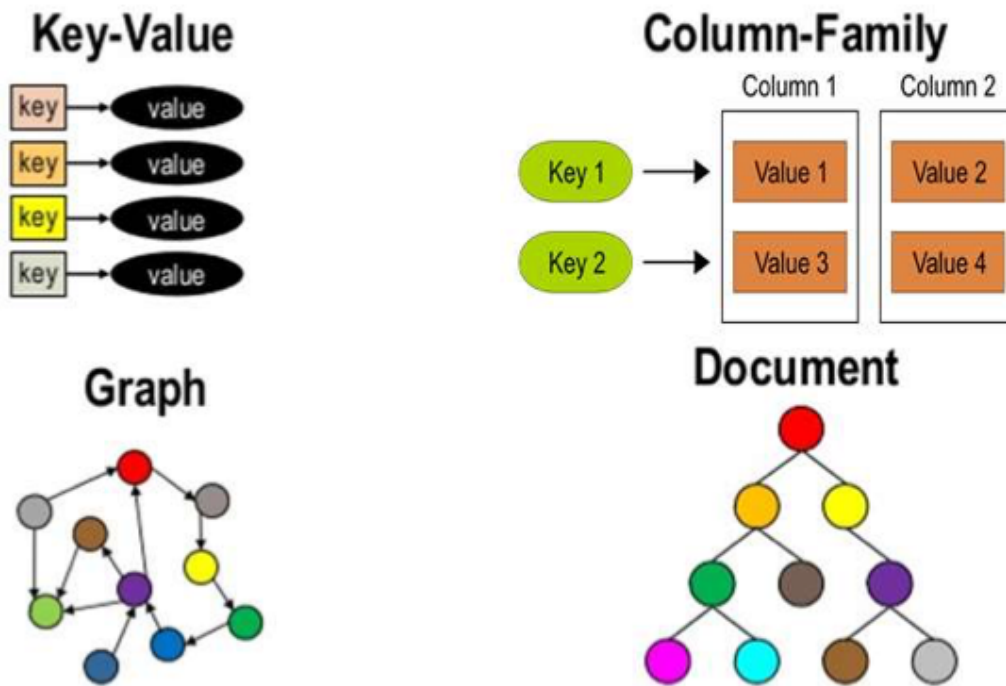 Key-Value
key value
key value
key value
key value
Column-Family
Column 1 Column 2
Key 1 Value 1 Value 2
Key 2 Value 3 Value 4
Graph
Document